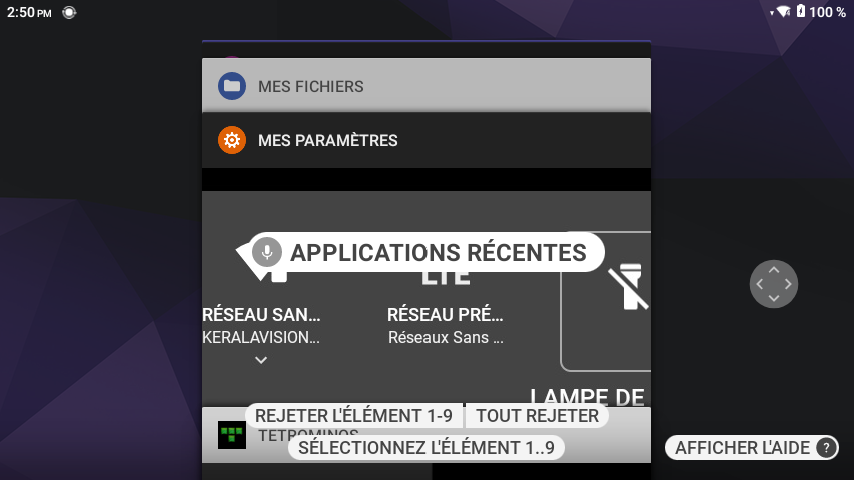 2:50 PM
100 %
MES FICHIERS
MES PARAMÈTRES
APPLICATIONS RÉCENTES
LTE
RÉSEAU SAN...
RÉSEAU PRÉ...
KERALAVISION...
Réseaux Sans ...
LAMPE DE
REJETER L'ÉLÉMENT 1-9
TOUT REJETER
TETROMINOS
SÉLECTIONNEZ L'ÉLÉMENT 1..9
AFFICHER L'AIDE ?